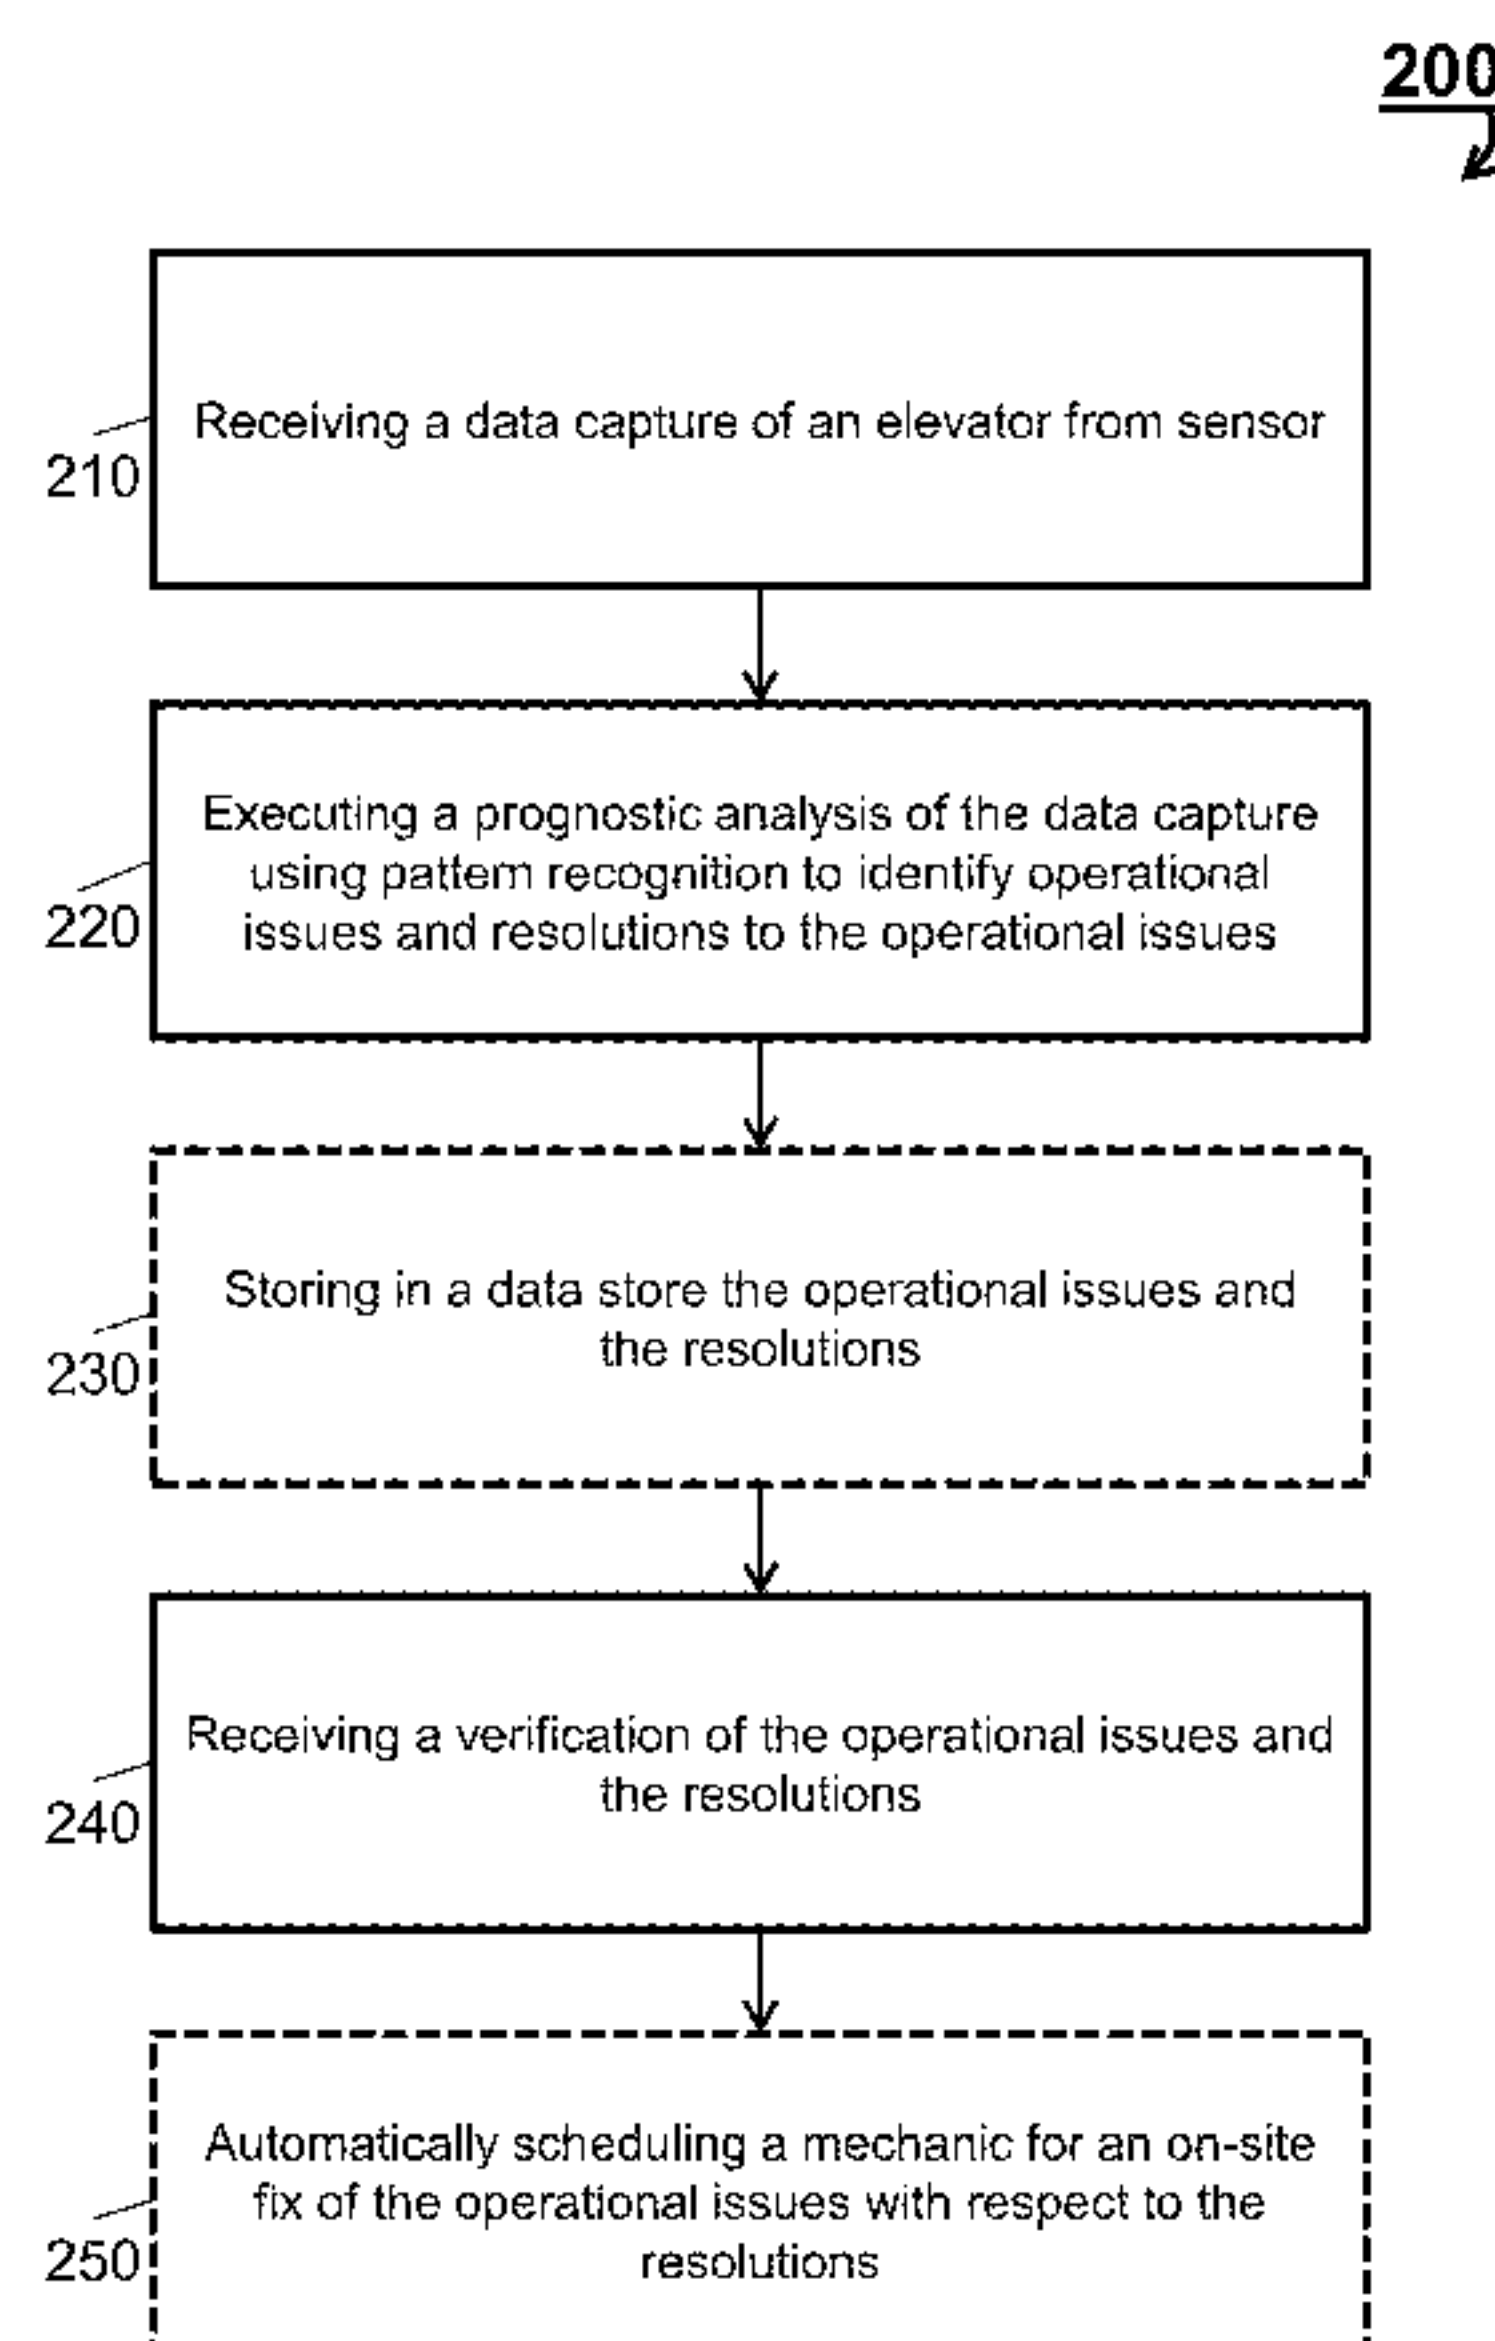 200
Receiving a data capture of an elevator from sensor
210
Executing a prognostic analysis of the data capture
using pattern recognition to identify operational
issues and resolutions to the operational issues
220
Storing in a data store the operational issues and
the resolutions
230
Receiving a verification of the operational issues and
the resolutions
240
Automatically scheduling a mechanic for an on-site
fix of the operational issues with respect to the
resolutions
250